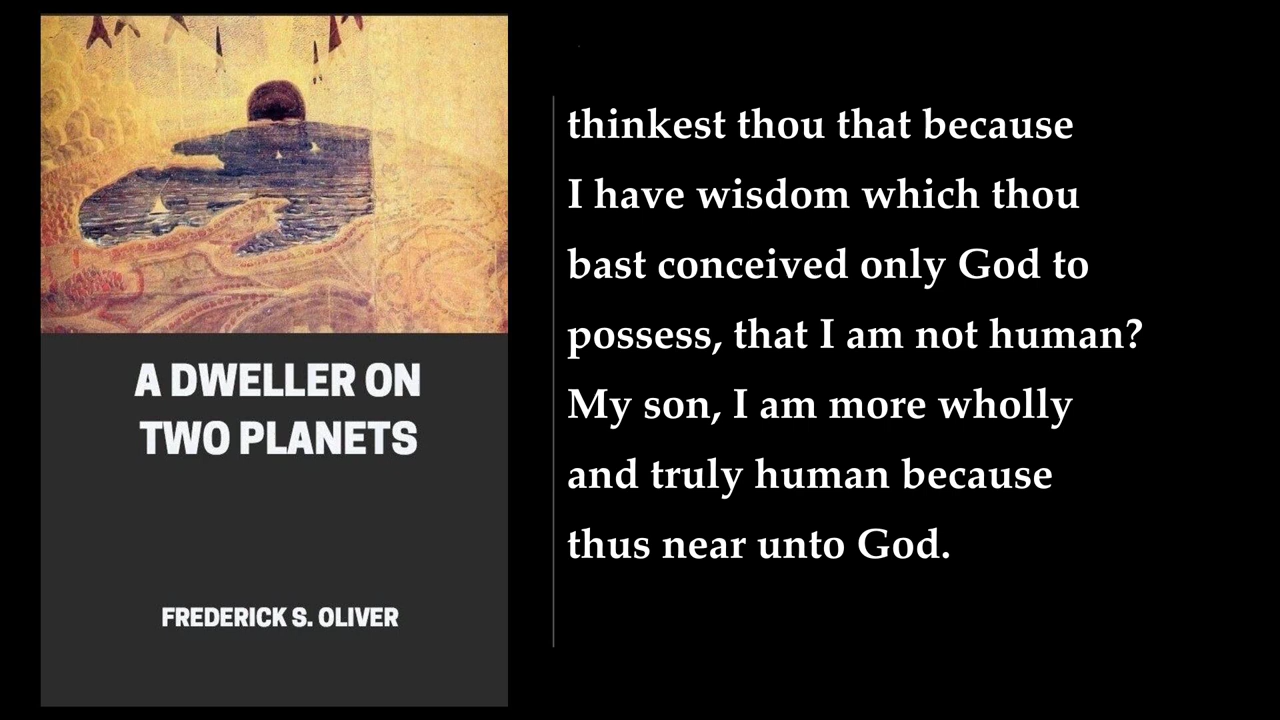 A DWELLER ON
TWO PLANETS
FREDERICK S. OLIVER
thinkest thou that because
I have wisdom which thou
bast conceived only God to
possess, that I am not human?
My son, I am more wholly
and truly human because
thus near unto God.